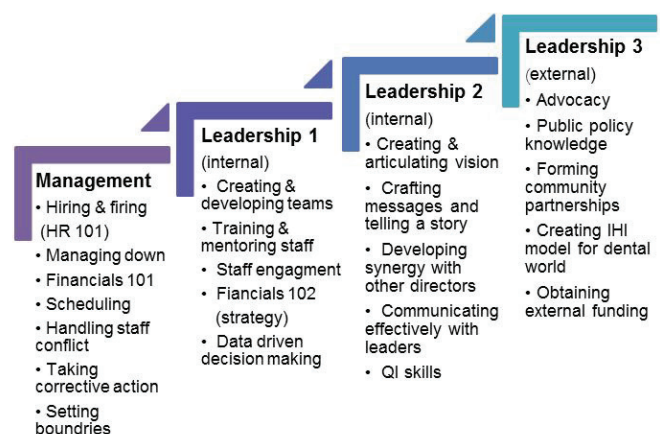 Management
• Hiring & firing
(HR 101)
• Managing down
• Financials 101
• Scheduling
• Handling staff
conflict
• Taking
corrective action
• Setting
boundries
Leadership 1
(internal)
• Creating &
developing teams
• Training &
mentoring staff
• Staff engagment
• Fiancials 102
(strategy)
• Data driven
decision making
Leadership 2
(internal)
• Creating &
articulating vision
• Crafting
messages and
telling a story
• Developing
synergy with
other directors
• Communicating
effectively with
leaders
• QI skills
Leadership 3
(external)
• Advocacy
• Public policy
knowledge
• Forming
community
partnerships
• Creating IHI
model for dental
world
• Obtaining
external funding